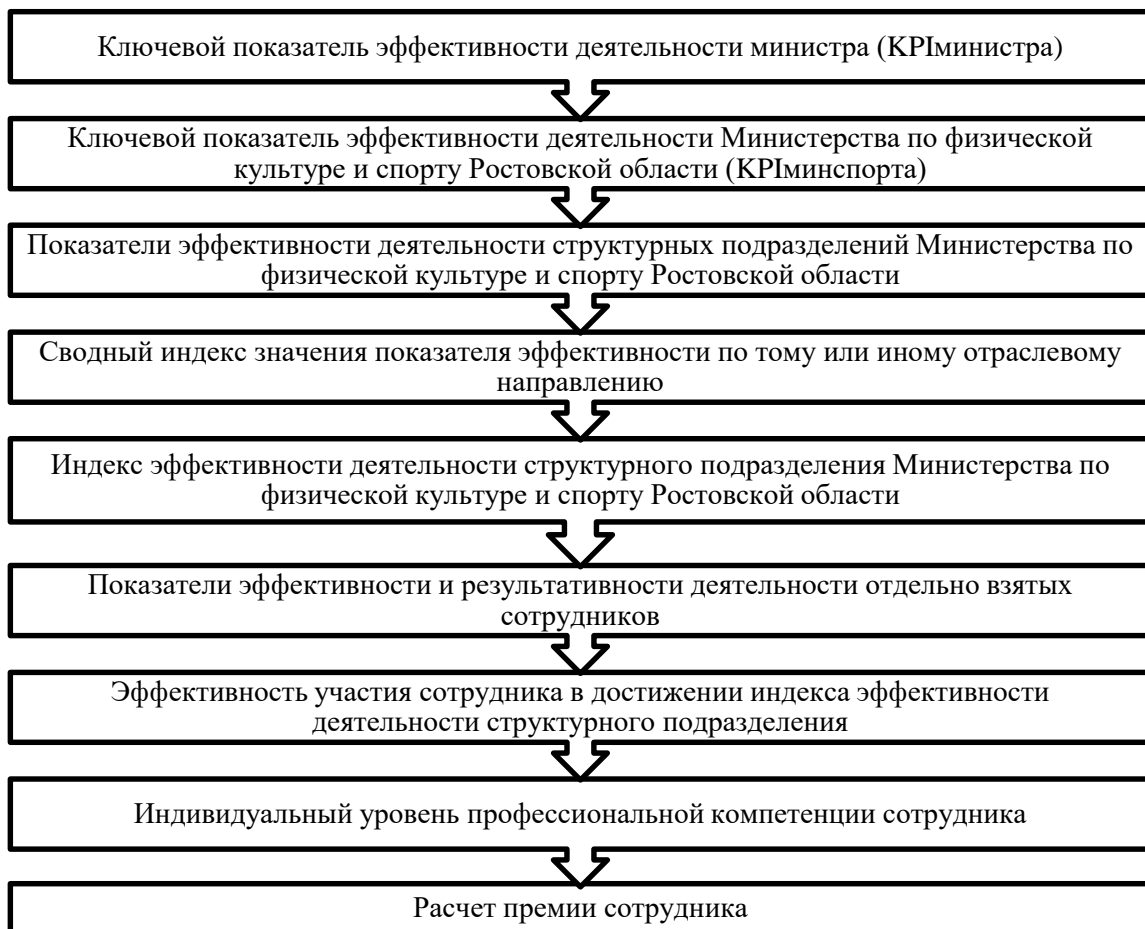 Ключевой показатель эффективности деятельности министра (KPIминистра)
Ключевой показатель эффективности деятельности Министерства по физической
культуре и спорту Ростовской области (KPIминспорта)
Показатели эффективности деятельности структурных подразделений Министерства по
физической культуре и спорту Ростовской области
Сводный индекс значения показателя эффективности по тому или иному отраслевому
направлению
Индекс эффективности деятельности структурного подразделения Министерства по
физической культуре и спорту Ростовской области
Показатели эффективности и результативности деятельности отдельно взятых
сотрудников
Эффективность участия сотрудника в достижении индекса эффективности
деятельности структурного подразделения
Индивидуальный уровень профессиональной компетенции сотрудника
Расчет премии сотрудника